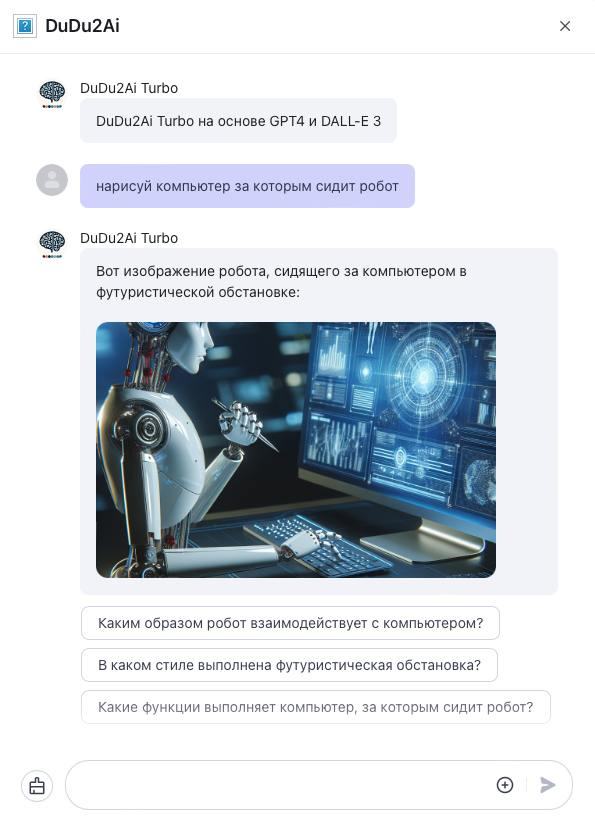 DuDu2Ai
DuDu2Ai Turbo
DuDu2Ai Turbo на основе GPT4 и DALL-E 3
нарисуй компьютер за которым сидит робот
DuDu2Ai Turbo
Вот изображение робота, сидящего за компьютером в
футуристической обстановке:
Каким образом робот взаимодействует с компьютером?
В каком стиле выполнена футуристическая обстановка?
Какие функции выполняет компьютер, за которым сидит робот?